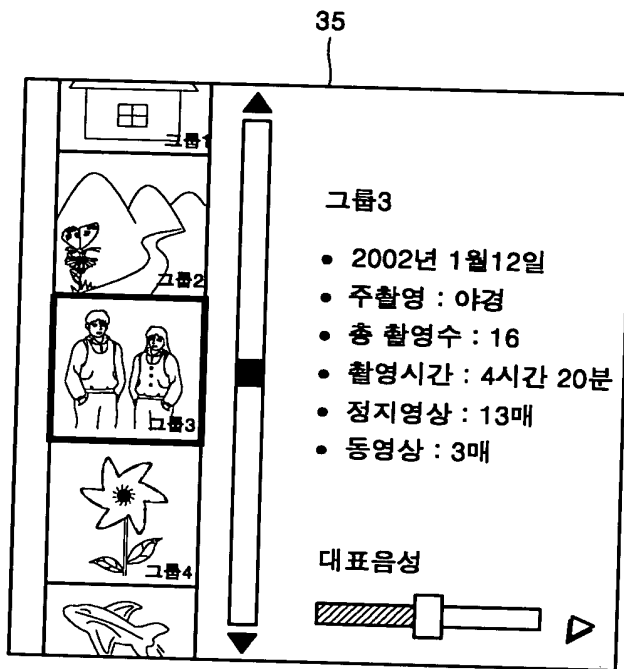 35
그룹1
그룹2
그룹3
그룹4
그룹3
• 2002년 1월12일
• 주촬영 : 야경
• 총 촬영수 : 16
• 촬영시간 : 4시간 20분
• 정지영상 : 13매
• 동영상 : 3매
대표음성